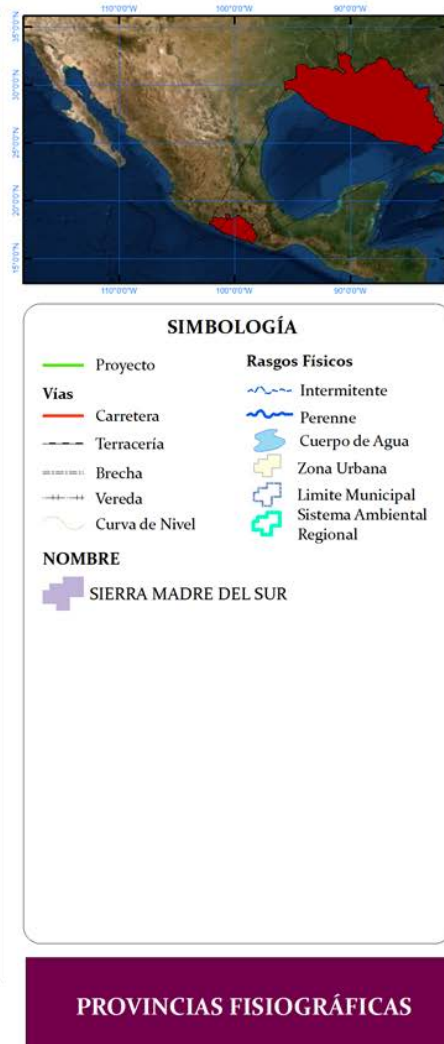 110°0'0"W 100°0'0"W 90°0'0"W
35°0'0"N
30°0'0"N
25°0'0"N
20°0'0"N
15°0'0"N
110°0'0"W 100°0'0"W 90°0'0"W
SIMBOLOGÍA
Proyecto
Vías
Carretera
Terracería
Brecha
Vereda
Curva de Nivel
Rasgos Físicos
Intermitente
Perenne
Cuerpo de Agua
Zona Urbana
Limite Municipal
Sistema Ambiental
Regional
NOMBRE
SIERRA MADRE DEL SUR
PROVINCIAS FISIOGRÁFICAS